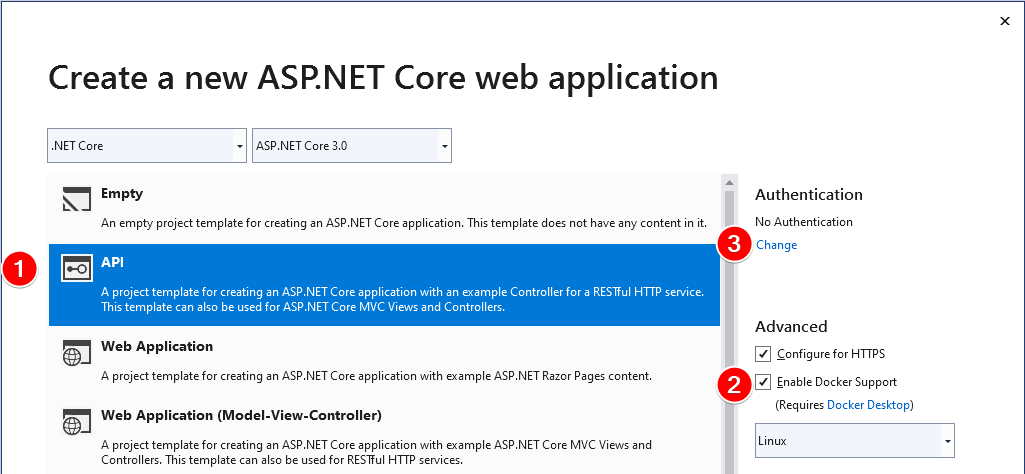 Create a new ASP.NET Core web application
.NET Core
ASP.NET Core 3.0
Empty
An empty project template for creating an ASP.NET Core application. This template does not have any content in it.
1
API
A project template for creating an ASP.NET Core application with an example Controller for a RESTful HTTP service.
This template can also be used for ASP.NET Core MVC Views and Controllers.
Web Application
A project template for creating an ASP.NET Core application with example ASP.NET Razor Pages content.
Web Application (Model-View-Controller)
A project template for creating an ASP.NET Core application with example ASP.NET Core MVC Views and
Controllers. This template can also be used for RESTful HTTP services.
Authentication
No Authentication
3
Change
Advanced
Configure for HTTPS
2
Enable Docker Support
(Requires Docker Desktop)
Linux